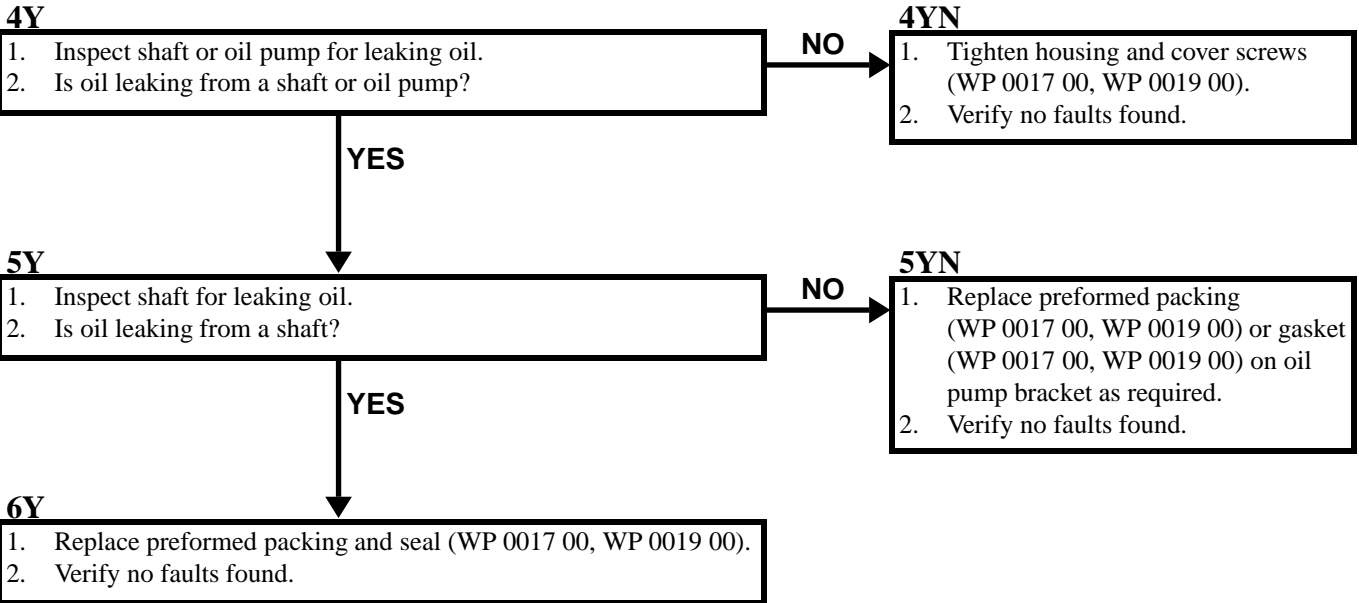 4Y
1. Inspect shaft or oil pump for leaking oil.
2. Is oil leaking from a shaft or oil pump?
NO
4YN
1. Tighten housing and cover screws
(WP 0017 00, WP 0019 00).
2. Verify no faults found.
YES
5Y
1. Inspect shaft for leaking oil.
2. Is oil leaking from a shaft?
NO
5YN
1. Replace preformed packing
(WP 0017 00, WP 0019 00) or gasket
(WP 0017 00, WP 0019 00) on oil
pump bracket as required.
2. Verify no faults found.
YES
6Y
1. Replace preformed packing and seal (WP 0017 00, WP 0019 00).
2. Verify no faults found.